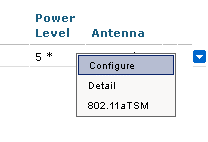 Power
Level Antenna
5 *
Configure
Detail
802.11aTSM